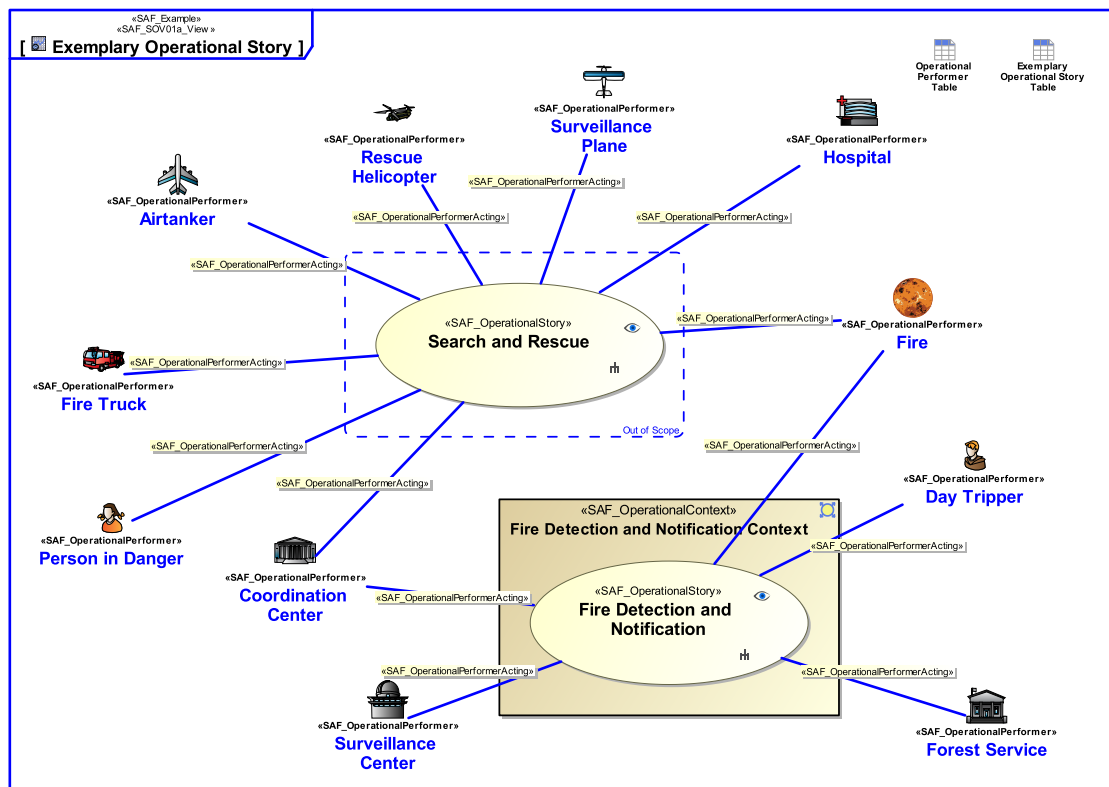 «SAF_Example»
«SAF_SOV01a_View»
[ Exemplary Operational Story ]
Operational
Performer
Table
Exemplary
Operational Story
Table
«SAF_OperationalPerformer»
Surveillance
Plane
«SAF_OperationalPerformer»
Rescue
Helicopter
«SAF_OperationalPerformer»
Hospital
«SAF_OperationalPerformer»
Airtanker
«SAF_OperationalPerformerActing»
«SAF_OperationalPerformerActing»
«SAF_OperationalPerformerActing»
«SAF_OperationalPerformerActing»
«SAF_OperationalStory»
Search and Rescue
Out of Scope
«SAF_OperationalPerformerActing»
«SAF_OperationalPerformer»
Fire
«SAF_OperationalPerformerActing»
«SAF_OperationalPerformer»
Fire Truck
«SAF_OperationalPerformerActing»
«SAF_OperationalPerformerActing»
«SAF_OperationalPerformerActing»
«SAF_OperationalPerformer»
Day Tripper
«SAF_OperationalPerformer»
Person in Danger
«SAF_OperationalContext»
Fire Detection and Notification Context
«SAF_OperationalPerformerActing»
«SAF_OperationalPerformer»
Coordination
Center
«SAF_OperationalPerformerActing»
«SAF_OperationalStory»
Fire Detection and
Notification
«SAF_OperationalPerformerActing»
«SAF_OperationalPerformerActing»
«SAF_OperationalPerformer»
Surveillance
Center
«SAF_OperationalPerformer»
Forest Service